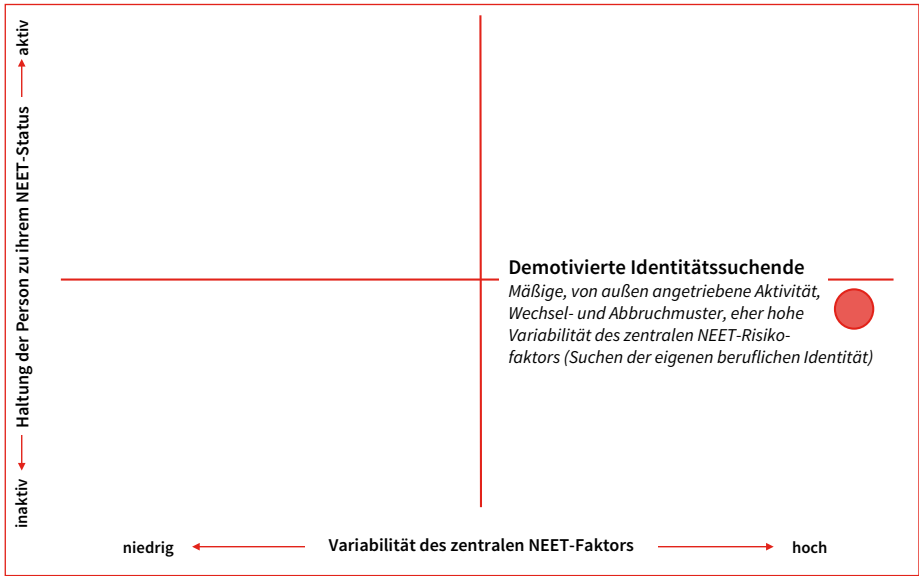 aktiv
Haltung der Person zu ihrem NEET-Status
inaktiv
Demotivierte Identitätssuchende
Mäßige, von außen angetriebene Aktivität,
Wechsel- und Abbruchmuster, eher hohe
Variabilität des zentralen NEET-Risiko-
faktors (Suchen der eigenen beruflichen Identität)
niedrig
Variabilität des zentralen NEET-Faktors
hoch